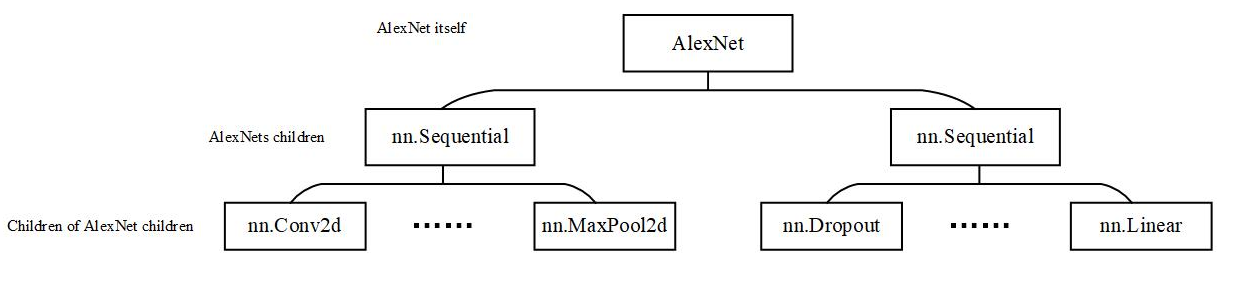 AlexNet itself
AlexNet
AlexNets children
nn.Sequential
nn.Sequential
Children of AlexNet children
nn.Conv2d
......
nn.MaxPool2d
nn.Dropout
......
nn.Linear